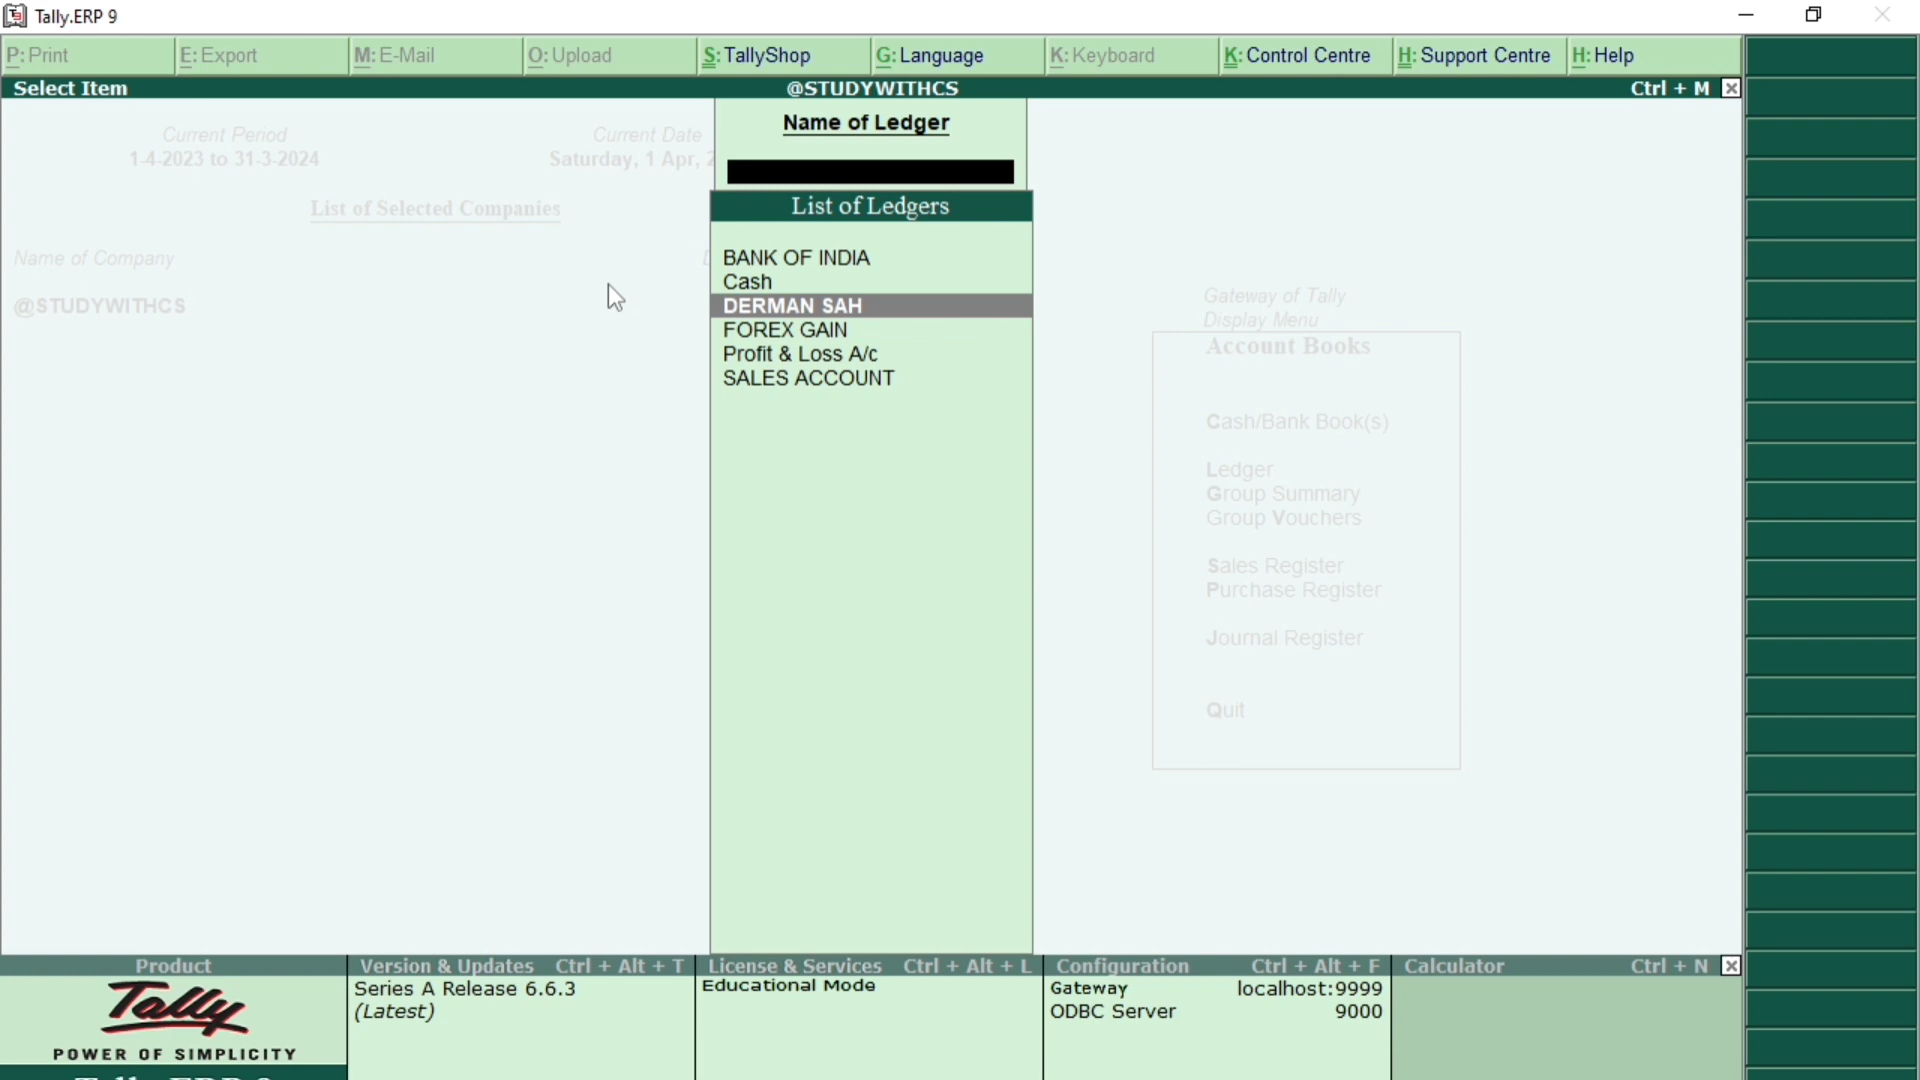 Tally.ERP 9
P: Print
E: Export
M: E-Mail
O: Upload
S: TallyShop
G: Language
K: Keyboard
K: Control Centre
H: Support Centre
H: Help
Select Item
@STUDYWITHCS
Ctrl + M
Current Period
1-4-2023 to 31-3-2024
Current Date
Saturday, 1 Apr, 2
List of Selected Companies
Name of Company
@STUDYWITHCS
Name of Ledger
List of Ledgers
BANK OF INDIA
Cash
DERMAN SAH
FOREX GAIN
Profit & Loss A/c
SALES ACCOUNT
Gateway of Tally
Display Menu
Account Books
Cash/Bank Book(s)
Ledger
Group Summary
Group Vouchers
Sales Register
Purchase Register
Journal Register
Quit
Product
Tally
POWER OF SIMPLICITY
Version & Updates Ctrl + Alt + T
Series A Release 6.6.3
(Latest)
License & Services Ctrl + Alt + L
Educational Mode
Configuration Ctrl + Alt + F
Gateway localhost:9999
ODBC Server 9000
Calculator Ctrl + N